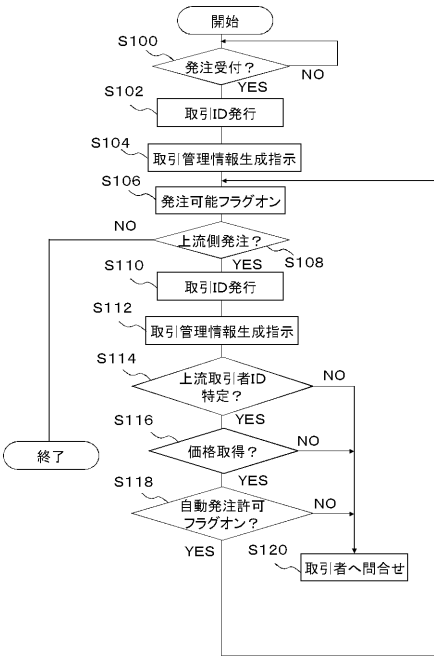 開始
S100
発注受付？
NO
YES
S102
取引ID発行
S104
取引管理情報生成指示
S106
発注可能フラグオン
NO
上流側発注？
YES
S108
S110
取引ID発行
S112
取引管理情報生成指示
S114
上流取引者ID
特定？
NO
YES
S116
価格取得？
NO
YES
終了
S118
自動発注許可
フラグオン？
NO
YES
S120
取引者へ問合せ